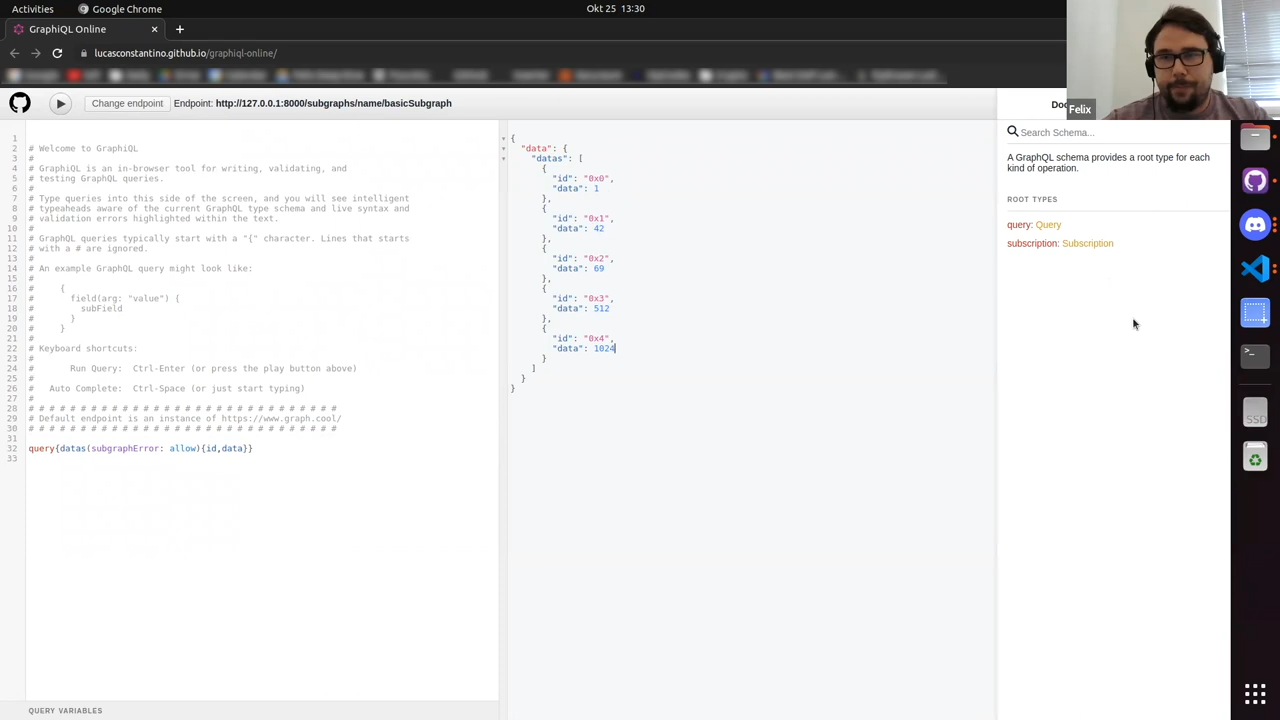 Activities
Google Chrome
Okt 25 13:30
GraphiQL Online
lucasconstantino.github.io/graphiql-online/
Felix
Change endpoint
Endpoint: http://127.0.0.1:8000/subgraphs/name/basicSubgraph
1
2 # Welcome to GraphiQL
3 #
4 # GraphiQL is an in-browser tool for writing, validating, and
5 # testing GraphQL queries.
6 #
7 # Type queries into this side of the screen, and you will see intelligent
8 # typeaheads aware of the current GraphQL type schema and live syntax and
9 # validation errors highlighted within the text.
10 #
11 # GraphQL queries typically start with a "{" character. Lines that starts
12 # with a # are ignored.
13 #
14 # An example GraphQL query might look like:
15 #
16 #     {
17 #       field(arg: "value") {
18 #         subField
19 #       }
20 #     }
21 #
22 # Keyboard shortcuts:
23 #
24 #       Run Query:  Ctrl-Enter (or press the play button above)
25 #
26 #   Auto Complete:  Ctrl-Space (or just start typing)
27 #
28 # # # # # # # # # # # # # # # # # # # # # # # # # # # # # #
29 # Default endpoint is an instance of https://www.graph.cool/
30 # # # # # # # # # # # # # # # # # # # # # # # # # # # # # #
31
32 query{datas(subgraphError: allow){id,data}}
33
{
"data": {
"datas": [
{
"id": "0x0",
"data": 1
},
{
"id": "0x1",
"data": 42
},
{
"id": "0x2",
"data": 69
},
{
"id": "0x3",
"data": 512
},
{
"id": "0x4",
"data": 1024
}
]
}
}
Search Schema...
A GraphQL schema provides a root type for each
kind of operation.
ROOT TYPES
query: Query
subscription: Subscription
SSD
QUERY VARIABLES